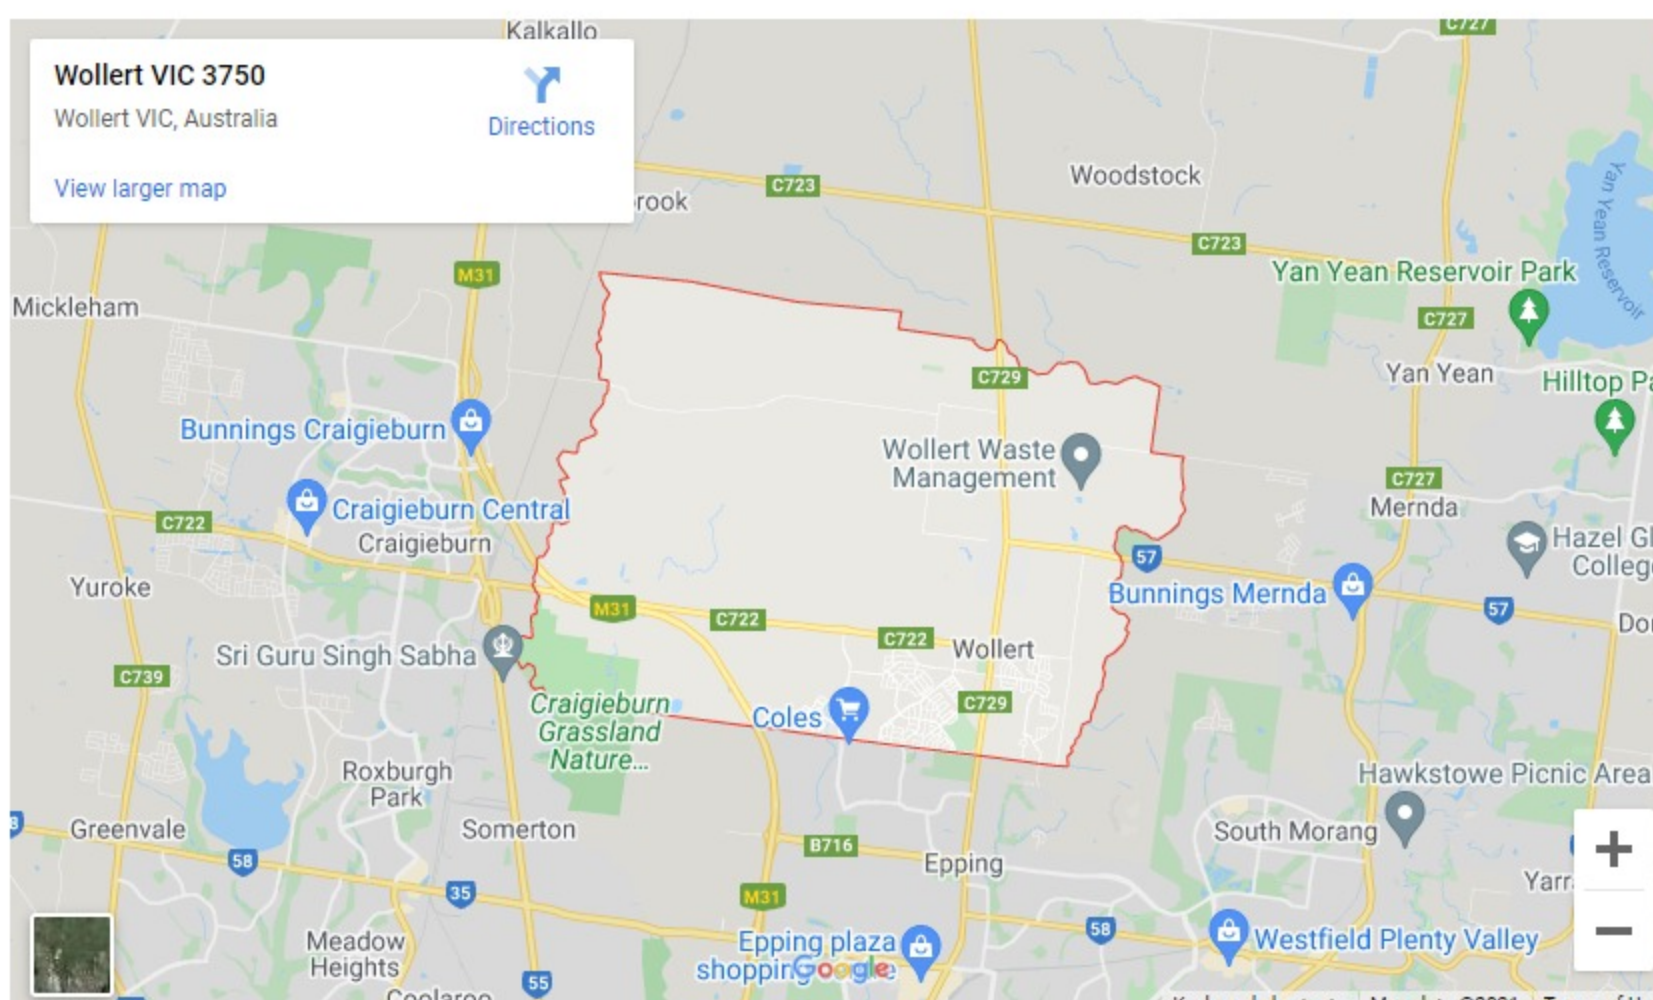 Kalkallo
C727
Wollert VIC 3750
Wollert VIC, Australia
Directions
View larger map
C723
Woodstock
rook
C723
Yan Yean Reservoir
Yan Yean Reservoir Park
M31
Mickleham
C727
C729
Yan Yean
Hilltop Pa
Bunnings Craigieburn
Wollert Waste
Management
C727
Mernda
Craigieburn Central
C722
Craigieburn
Hazel Gl
College
57
Yuroke
Bunnings Mernda
M31
C722
57
Dor
C722
Wollert
Sri Guru Singh Sabha
C739
Craigieburn
Grassland
Nature...
Coles
C729
Roxburgh
Park
Hawkstowe Picnic Area
Greenvale
Somerton
South Morang
B716
58
Epping
35
Yarr
M31
58
Meadow
Heights
Epping plaza
shoppin
Google
Westfield Plenty Valley
55